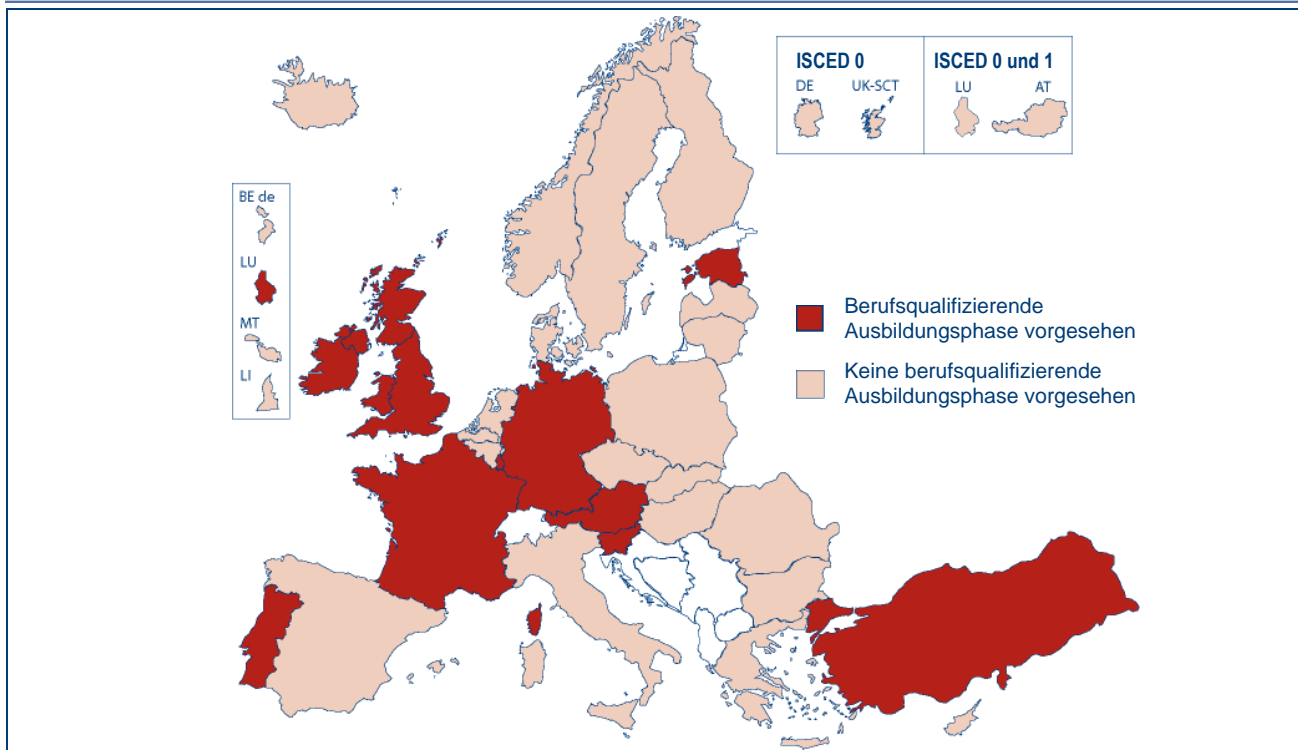 ISCED 0
ISCED 0 und 1
DE
UK-SCT
LU
AT
BE de
LU
MT
LI
Berufsqualifizierende
Ausbildungsphase vorgesehen
Keine berufsqualifizierende
Ausbildungsphase vorgesehen